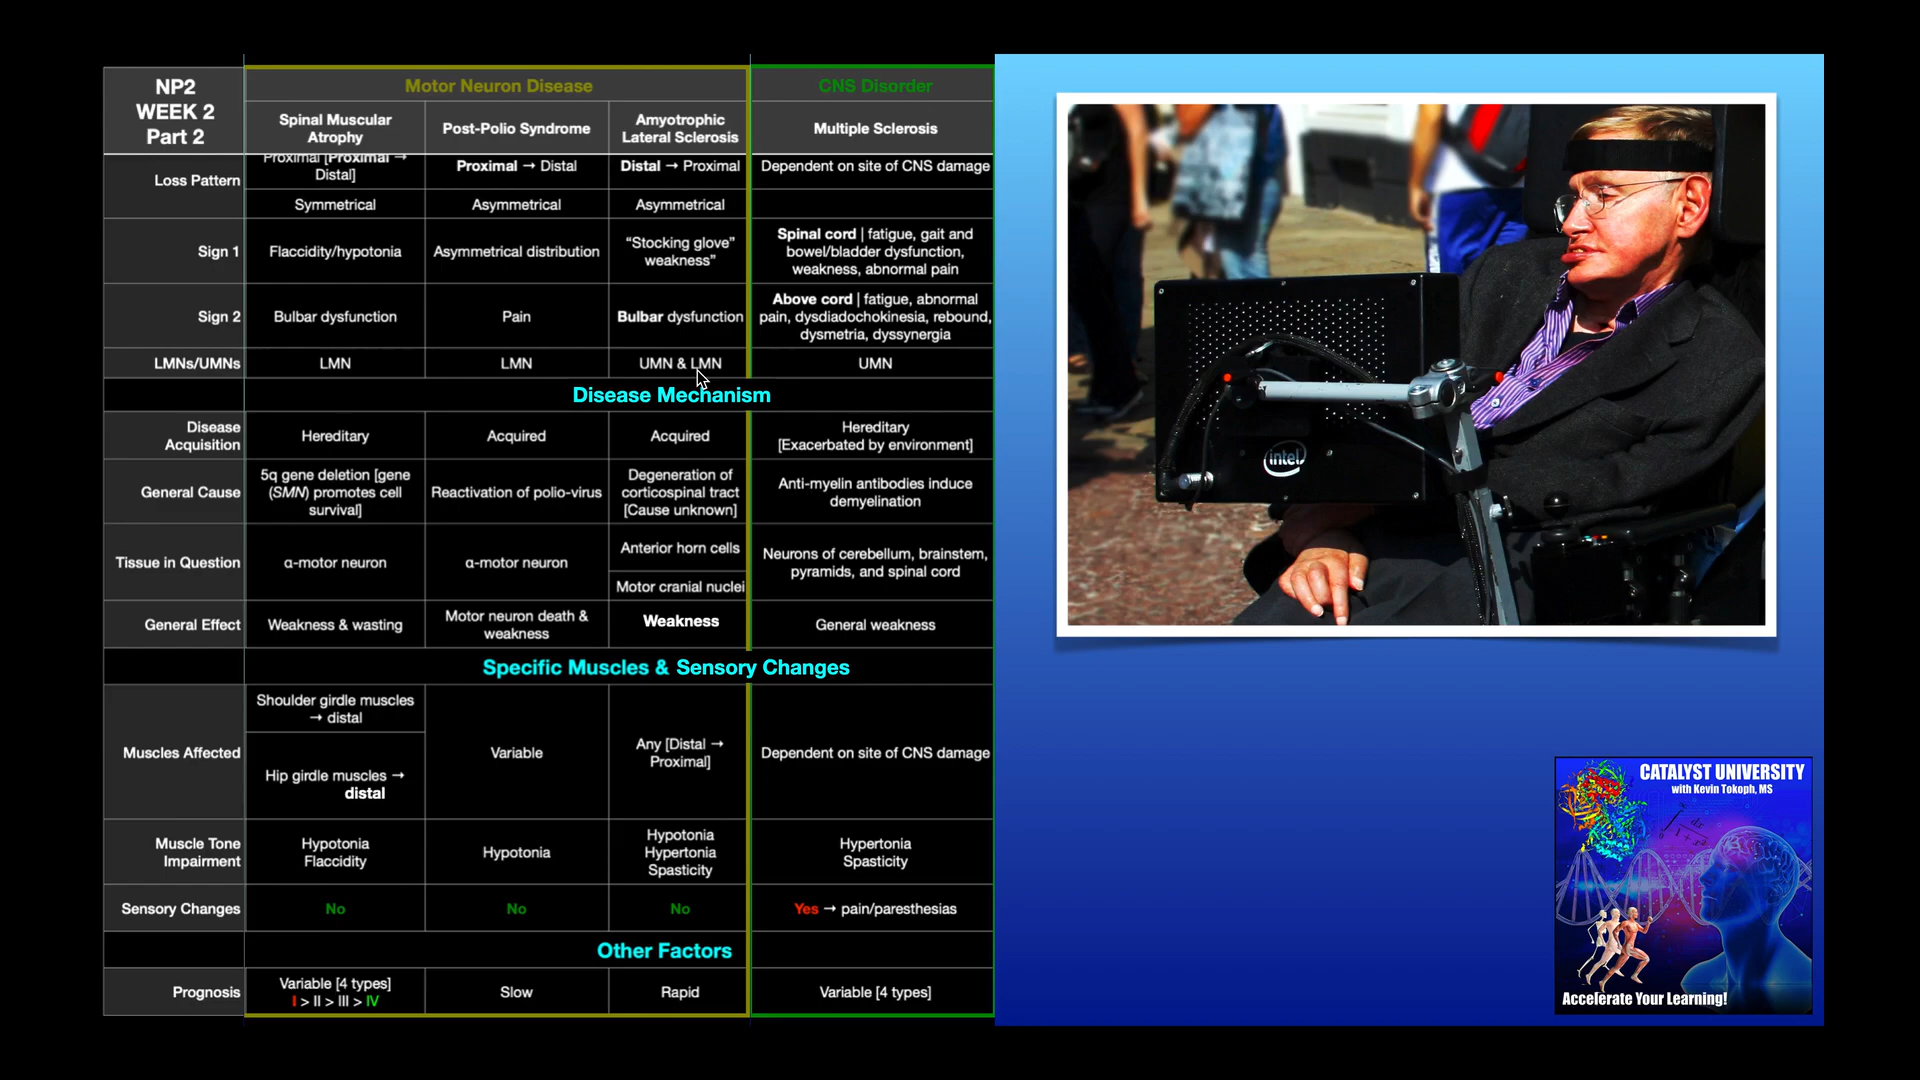 NP2
WEEK 2
Part 2
Motor Neuron Disease
CNS Disorder
Spinal Muscular
Atrophy
Post-Polio Syndrome
Amyotrophic
Lateral Sclerosis
Multiple Sclerosis
Loss Pattern
Proximal [Proximal →
Distal]
Proximal → Distal
Distal → Proximal
Dependent on site of CNS damage
Symmetrical
Asymmetrical
Asymmetrical
Sign 1
Flaccidity/hypotonia
Asymmetrical distribution
“Stocking glove”
weakness”
Spinal cord | fatigue, gait and
bowel/bladder dysfunction,
weakness, abnormal pain
Sign 2
Bulbar dysfunction
Pain
Bulbar dysfunction
Above cord | fatigue, abnormal
pain, dysdiadochokinesia, rebound,
dysmetria, dyssynergia
LMNs/UMNs
LMN
LMN
UMN & LMN
UMN
Disease Mechanism
Disease
Acquisition
Hereditary
Acquired
Acquired
Hereditary
[Exacerbated by environment]
General Cause
5q gene deletion [gene
(SMN) promotes cell
survival]
Reactivation of polio-virus
Degeneration of
corticospinal tract
[Cause unknown]
Anti-myelin antibodies induce
demyelination
Tissue in Question
α-motor neuron
α-motor neuron
Anterior horn cells
Motor cranial nuclei
Neurons of cerebellum, brainstem,
pyramids, and spinal cord
General Effect
Weakness & wasting
Motor neuron death &
weakness
Weakness
General weakness
Specific Muscles & Sensory Changes
Muscles Affected
Shoulder girdle muscles
→ distal
Hip girdle muscles →
distal
Variable
Any [Distal →
Proximal]
Dependent on site of CNS damage
Muscle Tone
Impairment
Hypotonia
Flaccidity
Hypotonia
Hypotonia
Hypertonia
Spasticity
Hypertonia
Spasticity
Sensory Changes
No
No
No
Yes → pain/paresthesias
Other Factors
Prognosis
Variable [4 types]
I > II > III > IV
Slow
Rapid
Variable [4 types]
intel
CATALYST UNIVERSITY
with Kevin Tokoph, MS
Accelerate Your Learning!